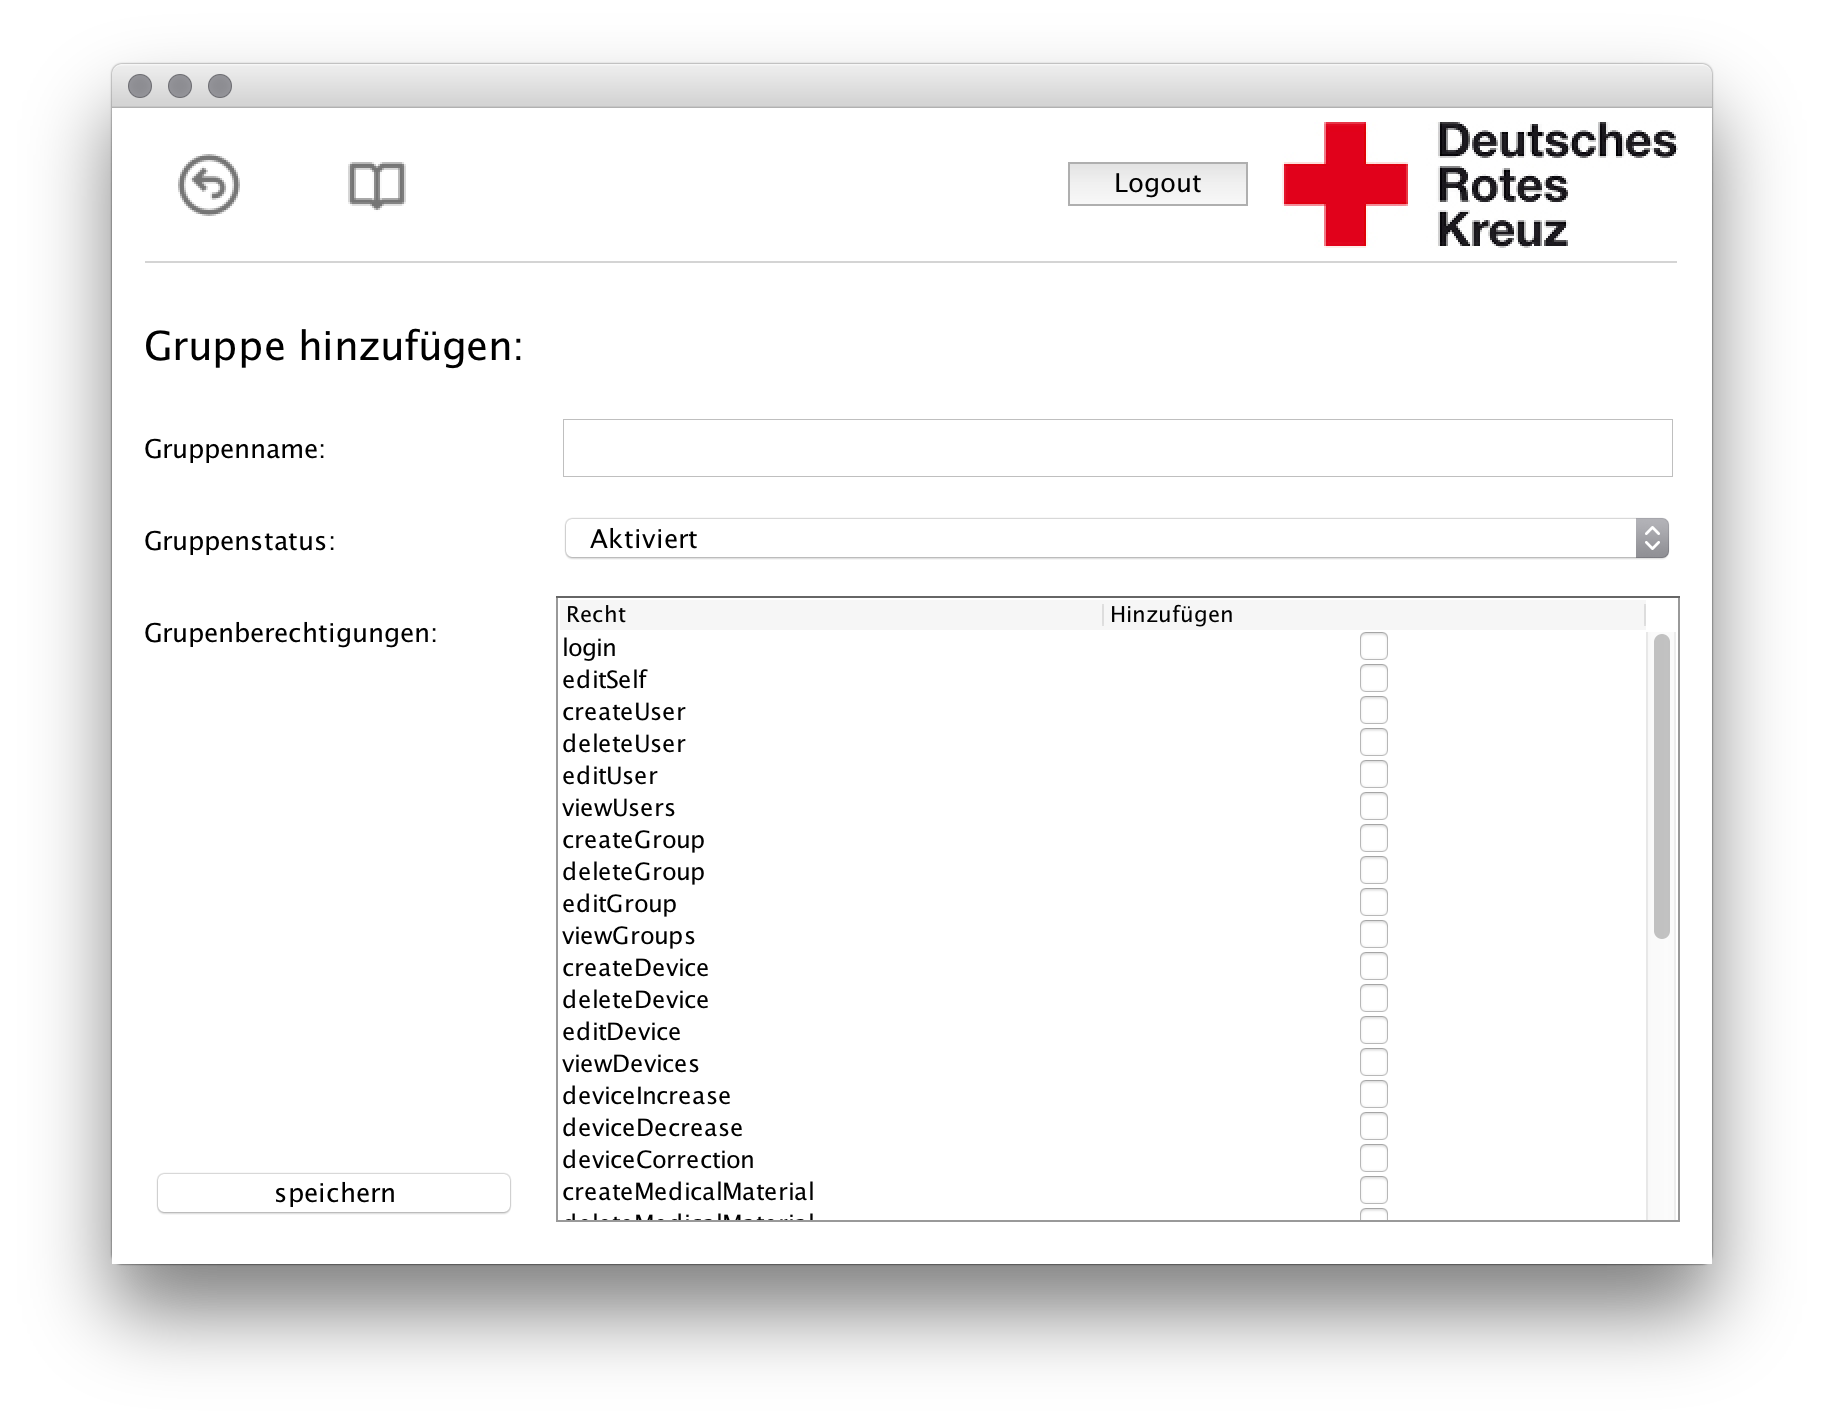 Logout
Deutsches
Rotes
Kreuz
Gruppe hinzufügen:
Gruppenname:
Gruppenstatus:
Aktiviert
Grupenberechtigungen:
Recht Hinzufügen
login
editSelf
createUser
deleteUser
editUser
viewUsers
createGroup
deleteGroup
editGroup
viewGroups
createDevice
deleteDevice
editDevice
viewDevices
deviceIncrease
deviceDecrease
deviceCorrection
createMedicalMaterial
deleteMedicalMaterial
speichern